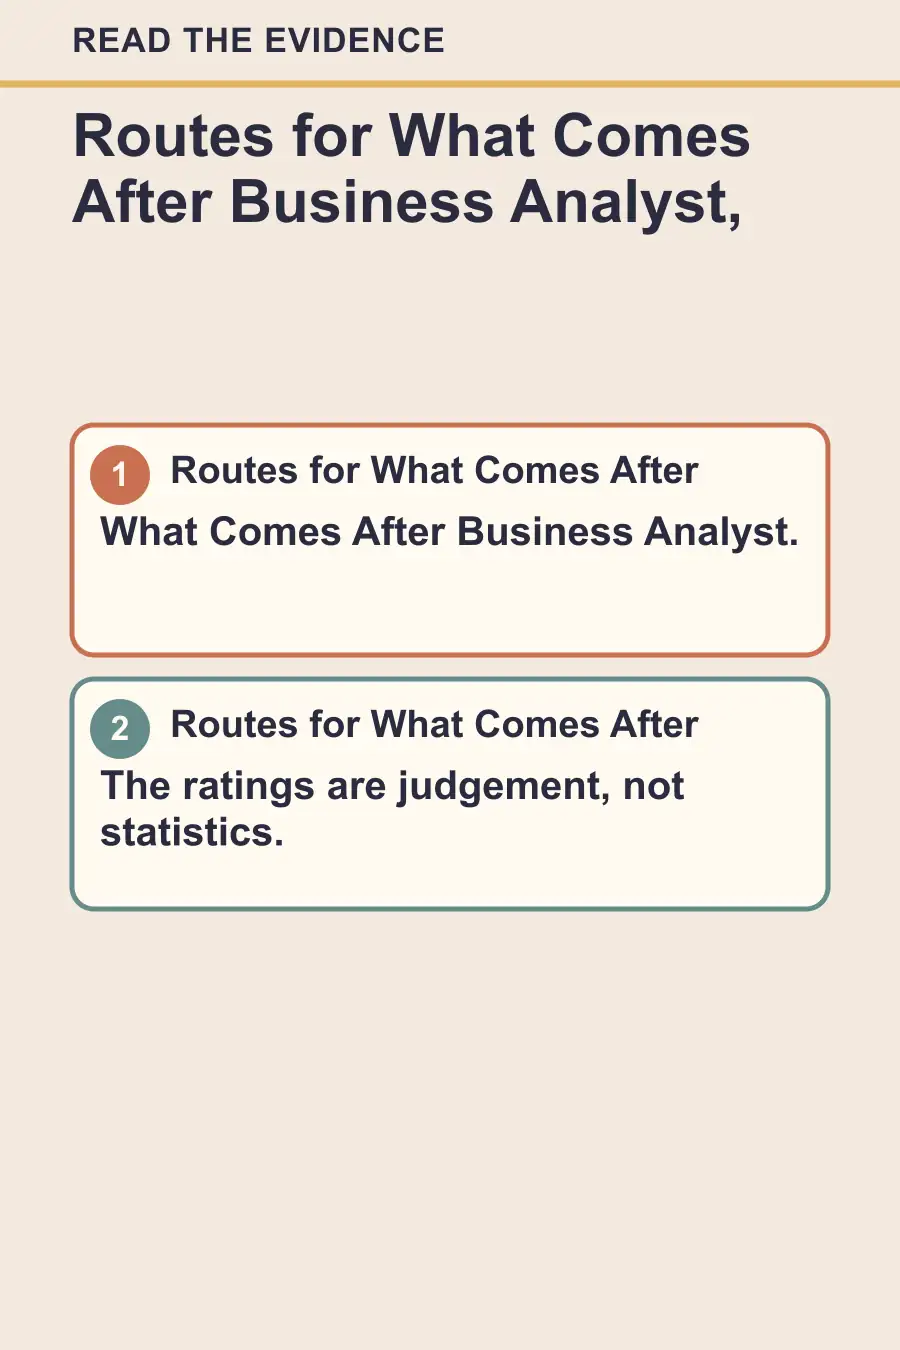 READ THE EVIDENCE
Routes for What Comes
After Business Analyst,
1 Routes for What Comes After
What Comes After Business Analyst.
2 Routes for What Comes After
The ratings are judgement, not
statistics.